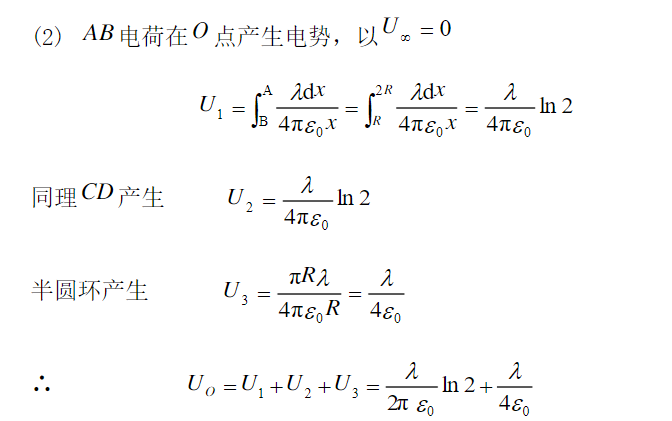 (2) AB电荷在O点产生电势，以U∞ = 0
U₁ = ∫_B^A λdx/(4πε₀x) = ∫_R^{2R} λdx/(4πε₀x) = λ/(4πε₀) ln 2
同理CD产生 U₂ = λ/(4πε₀) ln 2
半圆环产生 U₃ = πRλ/(4πε₀R) = λ/(4ε₀)
∴ U_O = U₁ + U₂ + U₃ = λ/(2π ε₀) ln 2 + λ/(4ε₀)